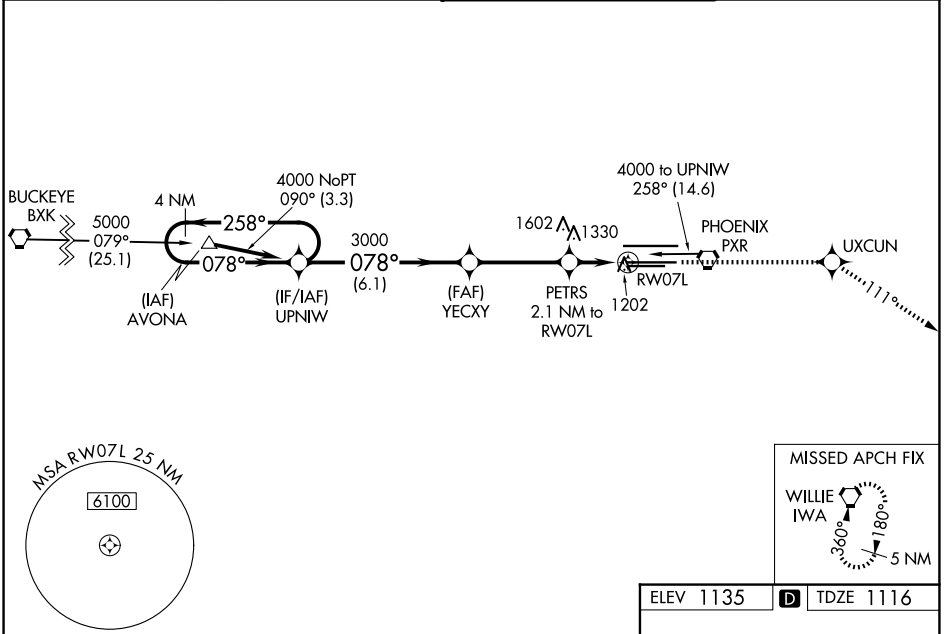 4000 to UPNIW
258° (14.6)
4000 NoPT
090° (3.3)
BUCKEYE
BXK
5000
079°
(25.1)
4 NM
258°
078°
3000
078°
(6.1)
1602
1330
PHOENIX
PXR
UXCUN
RW07L
1202
111°
(IAF)
AVONA
(IF/IAF)
UPNIW
(FAF)
YECXY
PETRS
2.1 NM to
RW07L
MSA RW07L 25 NM
6100
MISSED APCH FIX
WILLIE
IWA
360°
180°
5 NM
ELEV 1135 D TDZE 1116